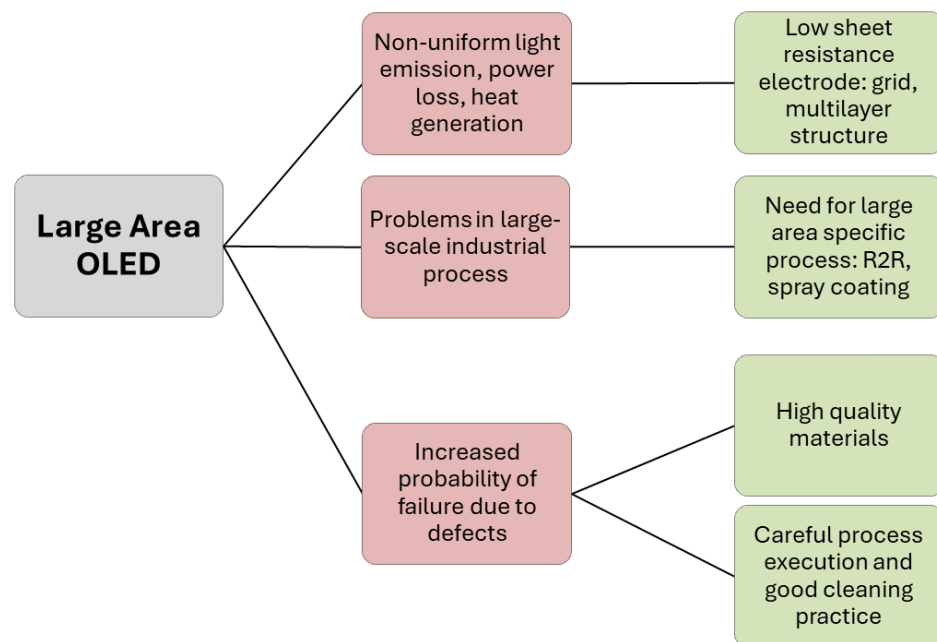 Large Area
OLED
Non-uniform light
emission, power
loss, heat
generation
Low sheet
resistance
electrode: grid,
multilayer
structure
Problems in large-
scale industrial
process
Need for large
area specific
process: R2R,
spray coating
Increased
probability of
failure due to
defects
High quality
materials
Careful process
execution and
good cleaning
practice